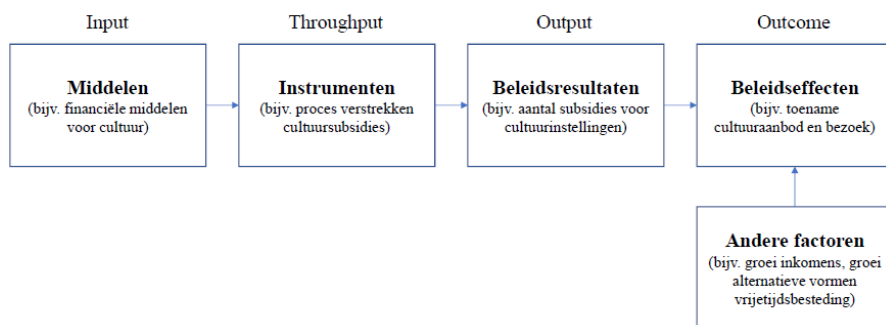 Input
Throughput
Output
Outcome
Middelen
(bijv. financiële middelen
voor cultuur)
Instrumenten
(bijv. proces verstrekken
cultuursubsidies)
Beleidsresultaten
(bijv. aantal subsidies voor
cultuurinstellingen)
Beleidseffecten
(bijv. toename
cultuuraanbod en bezoek)
Andere factoren
(bijv. groei inkomens, groei
alternatieve vormen
vrijetijdsbesteding)